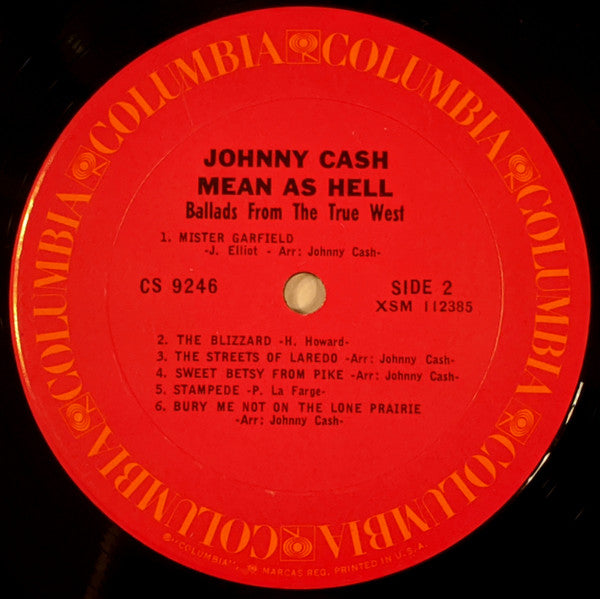 COLUMBIA COLUMBIA COLUMBIA COLUMBIA COLUMBIA COLUMBIA
JOHNNY CASH
MEAN AS HELL
Ballads From The True West
1. MISTER GARFIELD
-J. Elliot - Arr: Johnny Cash-
CS 9246
SIDE 2
XSM 112385
2. THE BLIZZARD -H. Howard-
3. THE STREETS OF LAREDO -Arr: Johnny Cash-
4. SWEET BETSY FROM PIKE -Arr: Johnny Cash-
5. STAMPEDE -P. La Farge-
6. BURY ME NOT ON THE LONE PRAIRIE
-Arr: Johnny Cash-
® "COLUMBIA", MARCAS REG. PRINTED IN U.S.A.